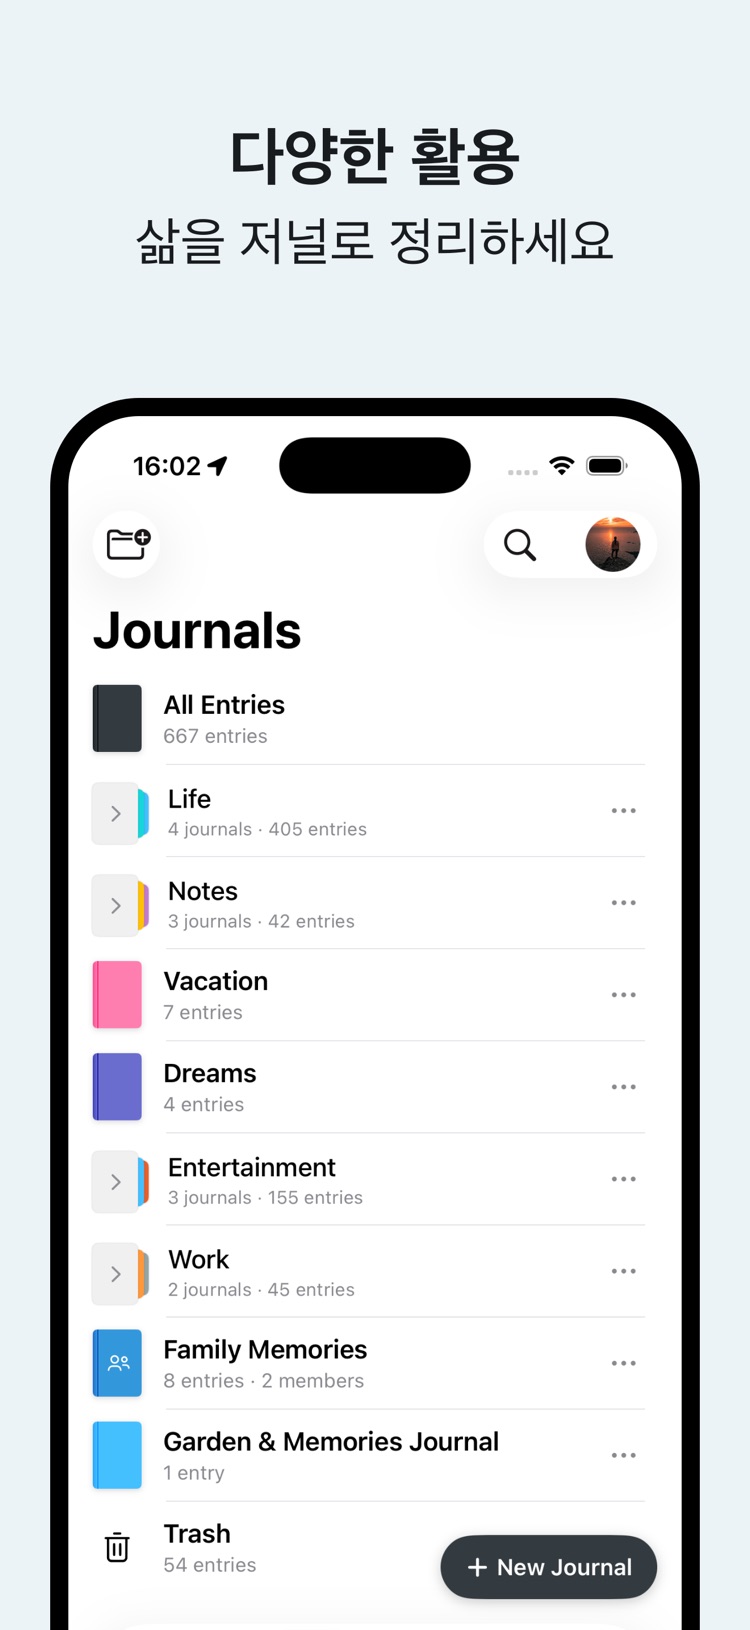 다양한 활용
삶을 저널로 정리하세요
16:02
Journals
All Entries
667 entries
Life
4 journals · 405 entries
Notes
3 journals · 42 entries
Vacation
7 entries
Dreams
4 entries
Entertainment
3 journals · 155 entries
Work
2 journals · 45 entries
Family Memories
8 entries · 2 members
Garden & Memories Journal
1 entry
Trash
54 entries
+ New Journal